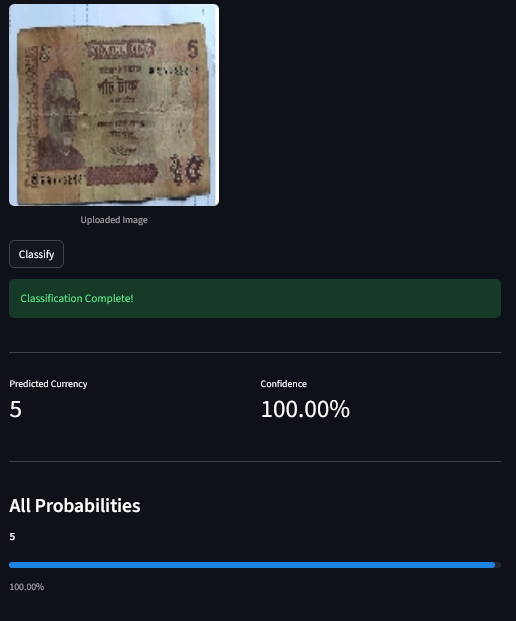 5
পাঁচ টাকা
Uploaded Image
Classify
Classification Complete!
Predicted Currency
5
Confidence
100.00%
All Probabilities
5
100.00%